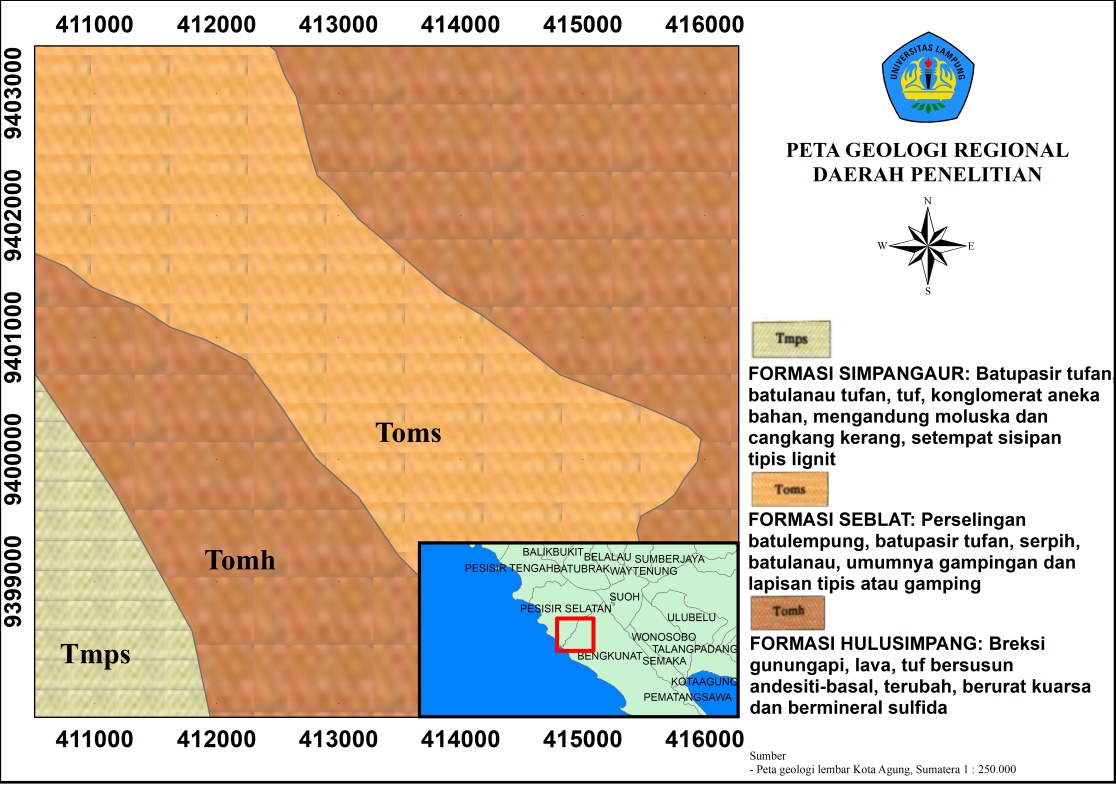 411000 412000 413000 414000 415000 416000
9403000
9402000
9401000
9400000
9399000
Toms
Tomh
Tmps
BALIKBUKIT
BELALAU
SUMBERJAYA
PESISIR TENGAH
BATUBRAK
WAYTENUNG
SUOH
PESISIR SELATAN
ULUBELU
WONOSOBO
TALANGPADANG
BENGKUNAT
SEMAKA
KOTAAGUNG
PEMATANGSAWA
411000 412000 413000 414000 415000 416000
UNIVERSITAS LAMPUNG
PETA GEOLOGI REGIONAL
DAERAH PENELITIAN
N
W E
S
Tmps
FORMASI SIMPANGAUR: Batupasir tufan,
batulanau tufan, tuf, konglomerat aneka
bahan, mengandung moluska dan
cangkang kerang, setempat sisipan
tipis lignit
Toms
FORMASI SEBLAT: Perselingan
batulempung, batupasir tufan, serpih,
batulanau, umumnya gampingan dan
lapisan tipis atau gamping
Tomh
FORMASI HULUSIMPANG: Breksi
gunungapi, lava, tuf bersusun
andesiti-basal, terubah, berurat kuarsa
dan bermineral sulfida
Sumber
- Peta geologi lembar Kota Agung, Sumatera 1 : 250.000